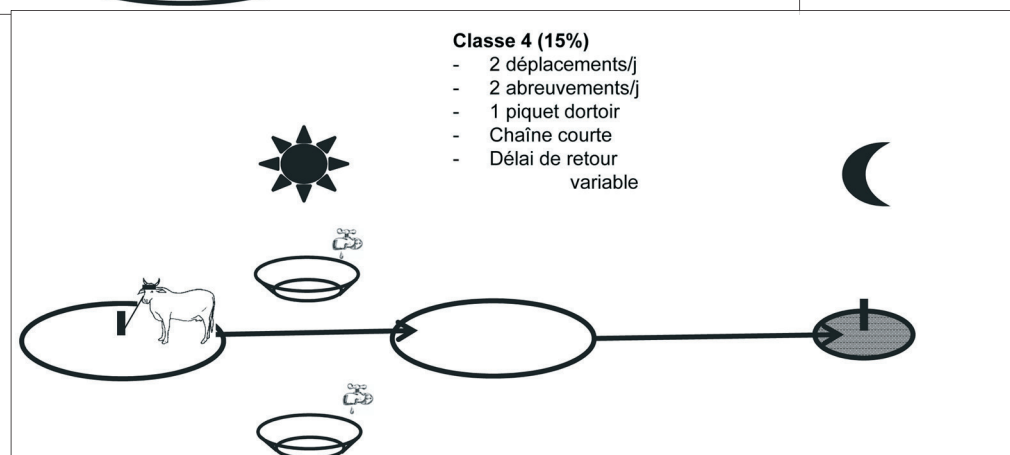 Classe 4 (15%)
- 2 déplacements/j
- 2 abreuvements/j
- 1 piquet dortoir
- Chaîne courte
- Délai de retour
variable